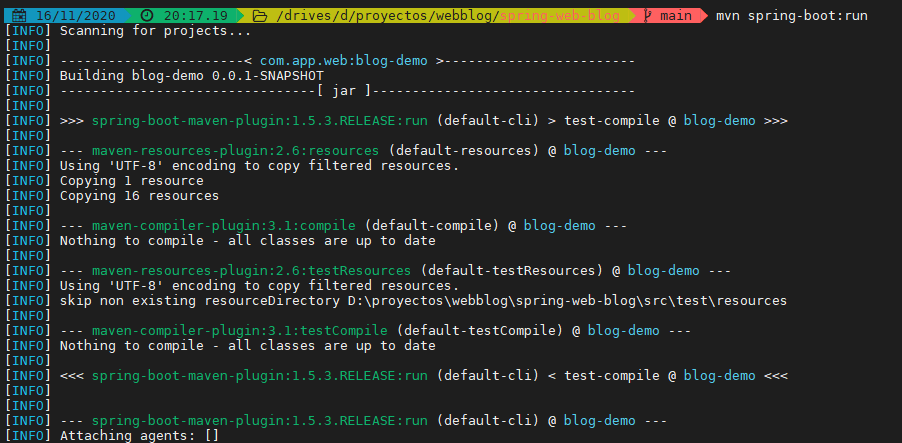 16/11/2020 20:17.19 /drives/d/proyectos/webblog/spring-web-blog main mvn spring-boot:run
[INFO] Scanning for projects...
[INFO]
[INFO] -----------------------< com.app.web:blog-demo >------------------------
[INFO] Building blog-demo 0.0.1-SNAPSHOT
[INFO] --------------------------------[ jar ]---------------------------------
[INFO]
[INFO] >>> spring-boot-maven-plugin:1.5.3.RELEASE:run (default-cli) > test-compile @ blog-demo >>>
[INFO]
[INFO] --- maven-resources-plugin:2.6:resources (default-resources) @ blog-demo ---
[INFO] Using 'UTF-8' encoding to copy filtered resources.
[INFO] Copying 1 resource
[INFO] Copying 16 resources
[INFO]
[INFO] --- maven-compiler-plugin:3.1:compile (default-compile) @ blog-demo ---
[INFO] Nothing to compile - all classes are up to date
[INFO]
[INFO] --- maven-resources-plugin:2.6:testResources (default-testResources) @ blog-demo ---
[INFO] Using 'UTF-8' encoding to copy filtered resources.
[INFO] skip non existing resourceDirectory D:\proyectos\webblog\spring-web-blog\src\test\resources
[INFO]
[INFO] --- maven-compiler-plugin:3.1:testCompile (default-testCompile) @ blog-demo ---
[INFO] Nothing to compile - all classes are up to date
[INFO]
[INFO] <<< spring-boot-maven-plugin:1.5.3.RELEASE:run (default-cli) < test-compile @ blog-demo <<<
[INFO]
[INFO]
[INFO] --- spring-boot-maven-plugin:1.5.3.RELEASE:run (default-cli) @ blog-demo ---
[INFO] Attaching agents: []